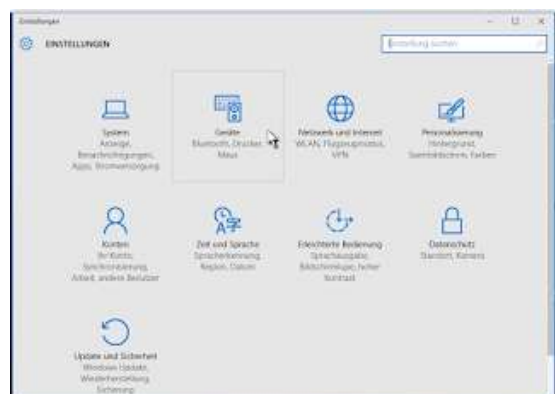 Einstellungen
EINSTELLUNGEN
Einstellung suchen
System
Anzeige,
Benachrichtigungen,
Apps, Stromversorgung
Geräte
Bluetooth, Drucker,
Maus
Netzwerk und Internet
WLAN, Flugzeugmodus,
VPN
Personalisierung
Hintergrund,
Sperrbildschirm, Farben
Konten
Ihr Konto,
Synchronisierung,
Arbeit, andere Benutzer
Zeit und Sprache
Spracherkennung,
Region, Datum
Erleichterte Bedienung
Sprachausgabe,
Bildschirmlupe, hoher
Kontrast
Datenschutz
Standort, Kamera
Update und Sicherheit
Windows Update,
Wiederherstellung,
Sicherung